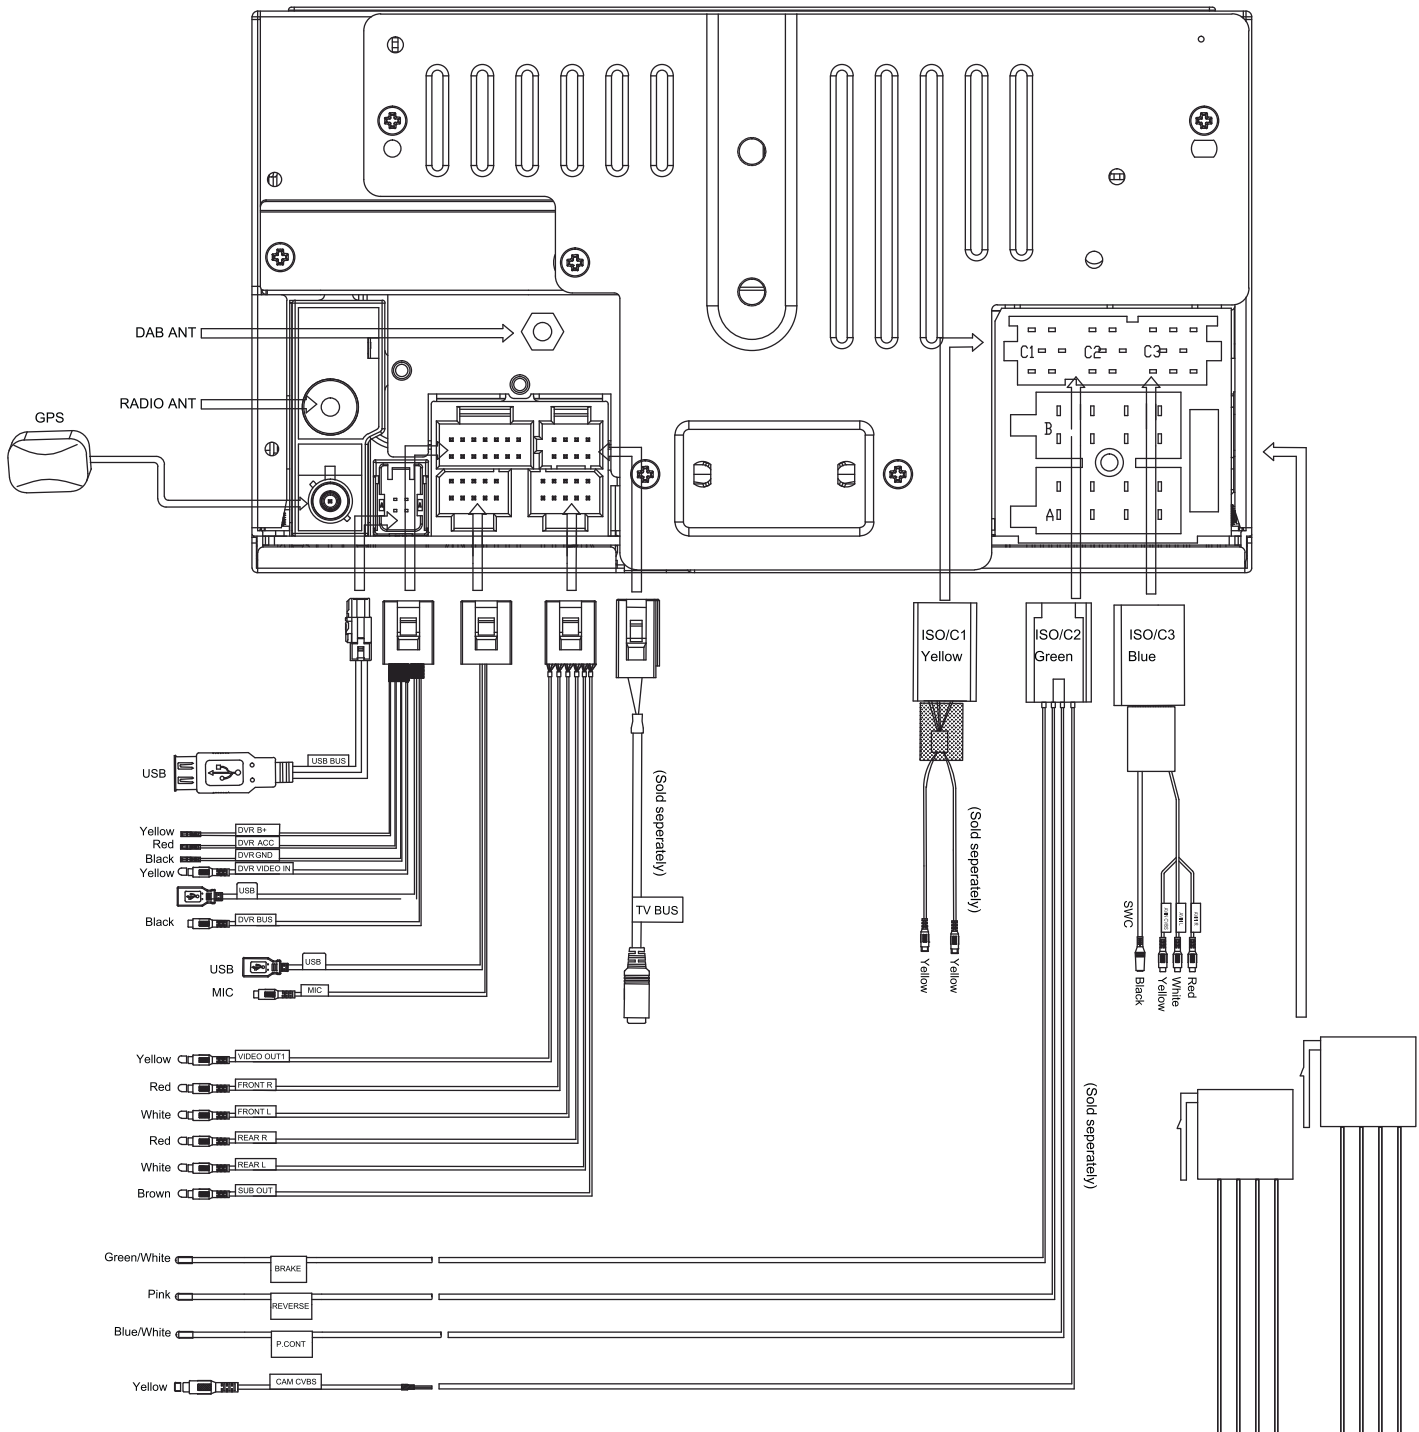 DAB ANT
RADIO ANT
GPS
C1
C2
C3
B
A
ISO/C1
Yellow
ISO/C2
Green
ISO/C3
Blue
USB
USB BUS
Yellow
DVR B+
Red
DVR ACC
Black
DVR GND
Yellow
DVR VIDEO IN
USB
Black
DVR BUS
USB
USB
MIC
MIC
(Sold seperately)
TV BUS
(Sold seperately)
Yellow
Yellow
SWC
Black
Yellow
White
Red
Yellow
VIDEO OUT1
Red
FRONT R
White
FRONT L
Red
REAR R
White
REAR L
Brown
SUB OUT
(Sold seperately)
Green/White
BRAKE
Pink
REVERSE
Blue/White
P.CONT
Yellow
CAM CVBS